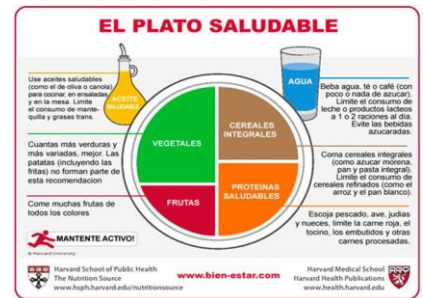 EL PLATO SALUDABLE
Use aceites saludables
(como el de oliva o canola)
para cocinar, en ensaladas,
y en la mesa. Limite
el consumo de mante-
quilla y grasas trans.
ACEITE
SALUDABLE
AGUA
Beba agua, té o café (con
poco o nada de azucar).
Limite el consumo de
leche o productos lacteos
a 1 o 2 raciones al día.
Evite las bebidas
azucaradas.
VEGETALES
CEREALES
INTEGRALES
Cuantas más verduras y
más variadas, mejor. Las
patatas (incluyendo las
fritas) no forman parte de
esta recomendacion
Coma cereales integrales
(como azucar morena,
pan y pasta integral).
Limite el consumo de
cereales refinados (como el
arroz y el pan blanco).
FRUTAS
PROTEINAS
SALUDABLES
Come muchas frutas de
todos los colores
Escoja pescado, ave, judias
y nueces, limite la carne roja, el
tocino, los embutidos y otras
carnes procesadas.
MANTENTE ACTIVO!
© Harvard University
Harvard School of Public Health
The Nutrition Source
www.hsph.harvard.edu/nutritionsource
www.bien-estar.com
Harvard Medical School
Harvard Health Publications
www.health.harvard.edu